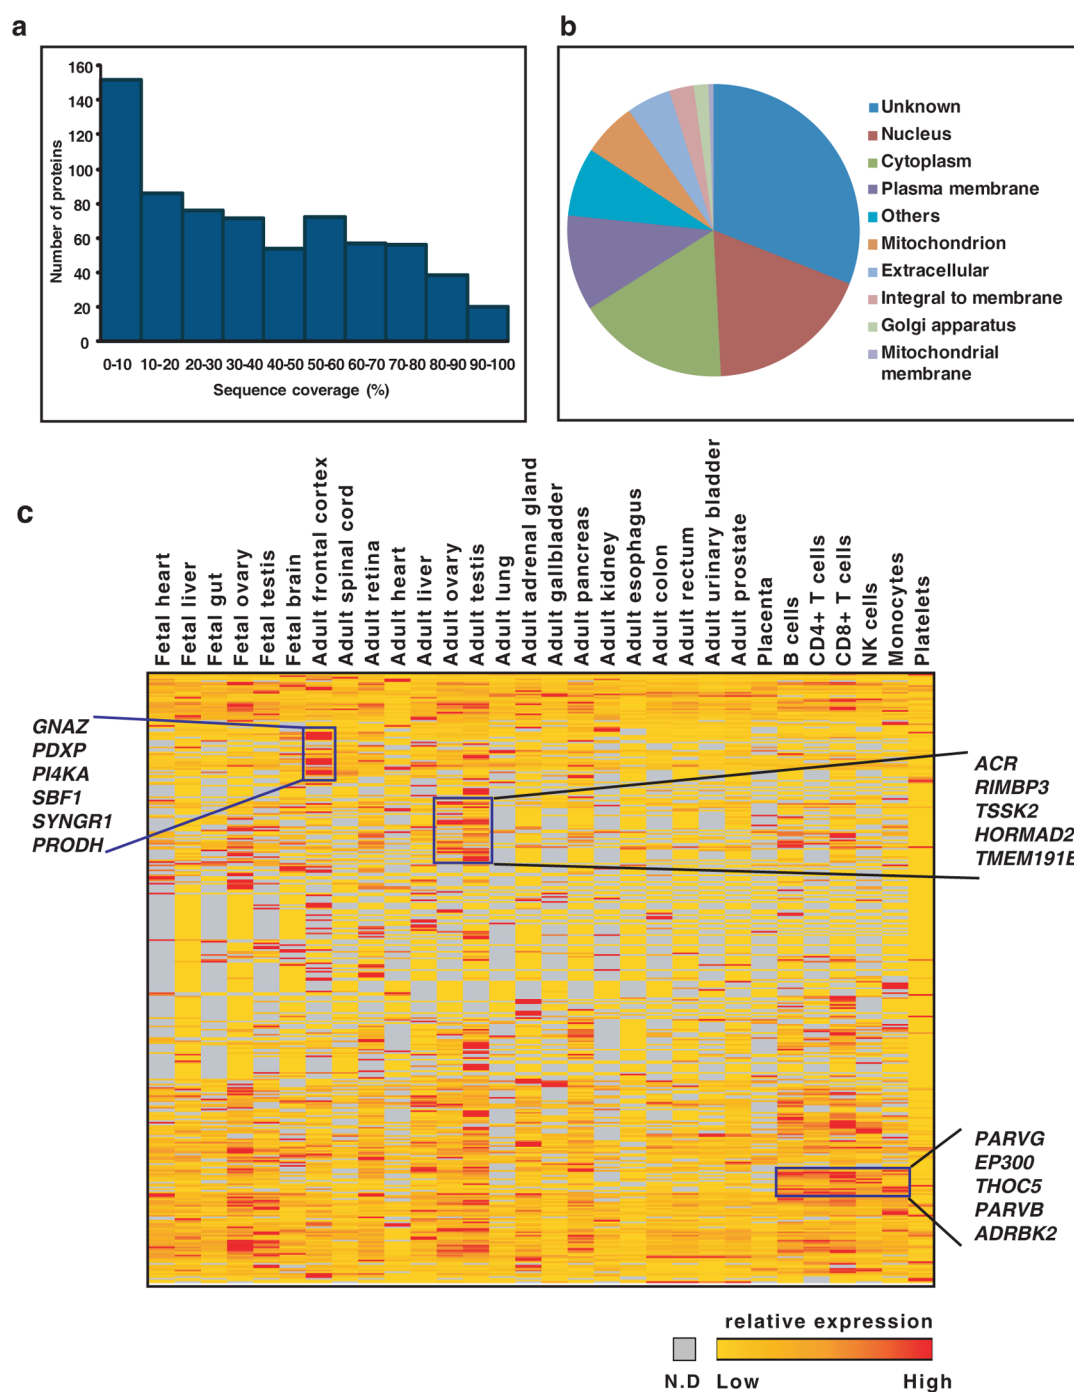 a
160
140
120
100
80
60
40
20
0
Number of proteins
0-10 10-20 20-30 30-40 40-50 50-60 60-70 70-80 80-90 90-100
Sequence coverage (%)
b
Unknown
Nucleus
Cytoplasm
Plasma membrane
Others
Mitochondrion
Extracellular
Integral to membrane
Golgi apparatus
Mitochondrial
membrane
c
Fetal heart
Fetal liver
Fetal gut
Fetal ovary
Fetal testis
Fetal brain
Adult frontal cortex
Adult spinal cord
Adult retina
Adult heart
Adult liver
Adult ovary
Adult testis
Adult lung
Adult adrenal gland
Adult gallbladder
Adult pancreas
Adult kidney
Adult esophagus
Adult colon
Adult rectum
Adult urinary bladder
Adult prostate
Placenta
B cells
CD4+ T cells
CD8+ T cells
NK cells
Monocytes
Platelets
GNAZ
PDXP
PI4KA
SBF1
SYNGR1
PRODH
ACR
RIMBP3
TSSK2
HORMAD2
TMEM191B
PARVG
EP300
THOC5
PARVB
ADRBK2
relative expression
N.D Low High